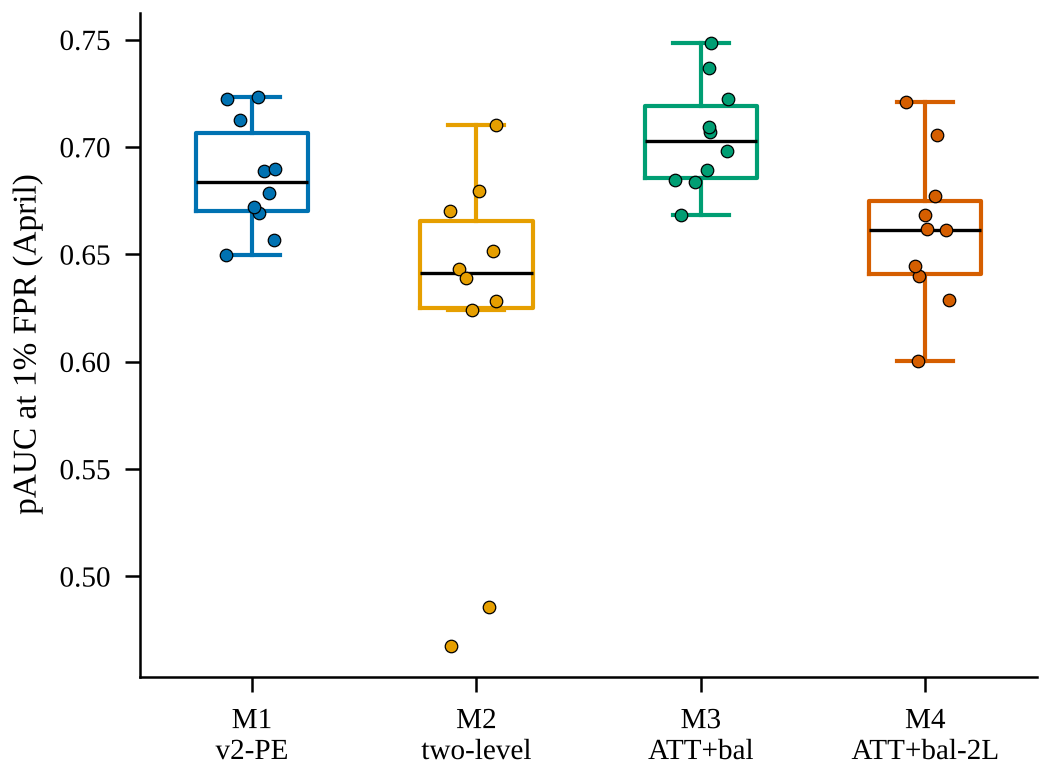 pAUC at 1% FPR (April)
0.75
0.70
0.65
0.60
0.55
0.50
M1
v2-PE
M2
two-level
M3
ATT+bal
M4
ATT+bal-2L